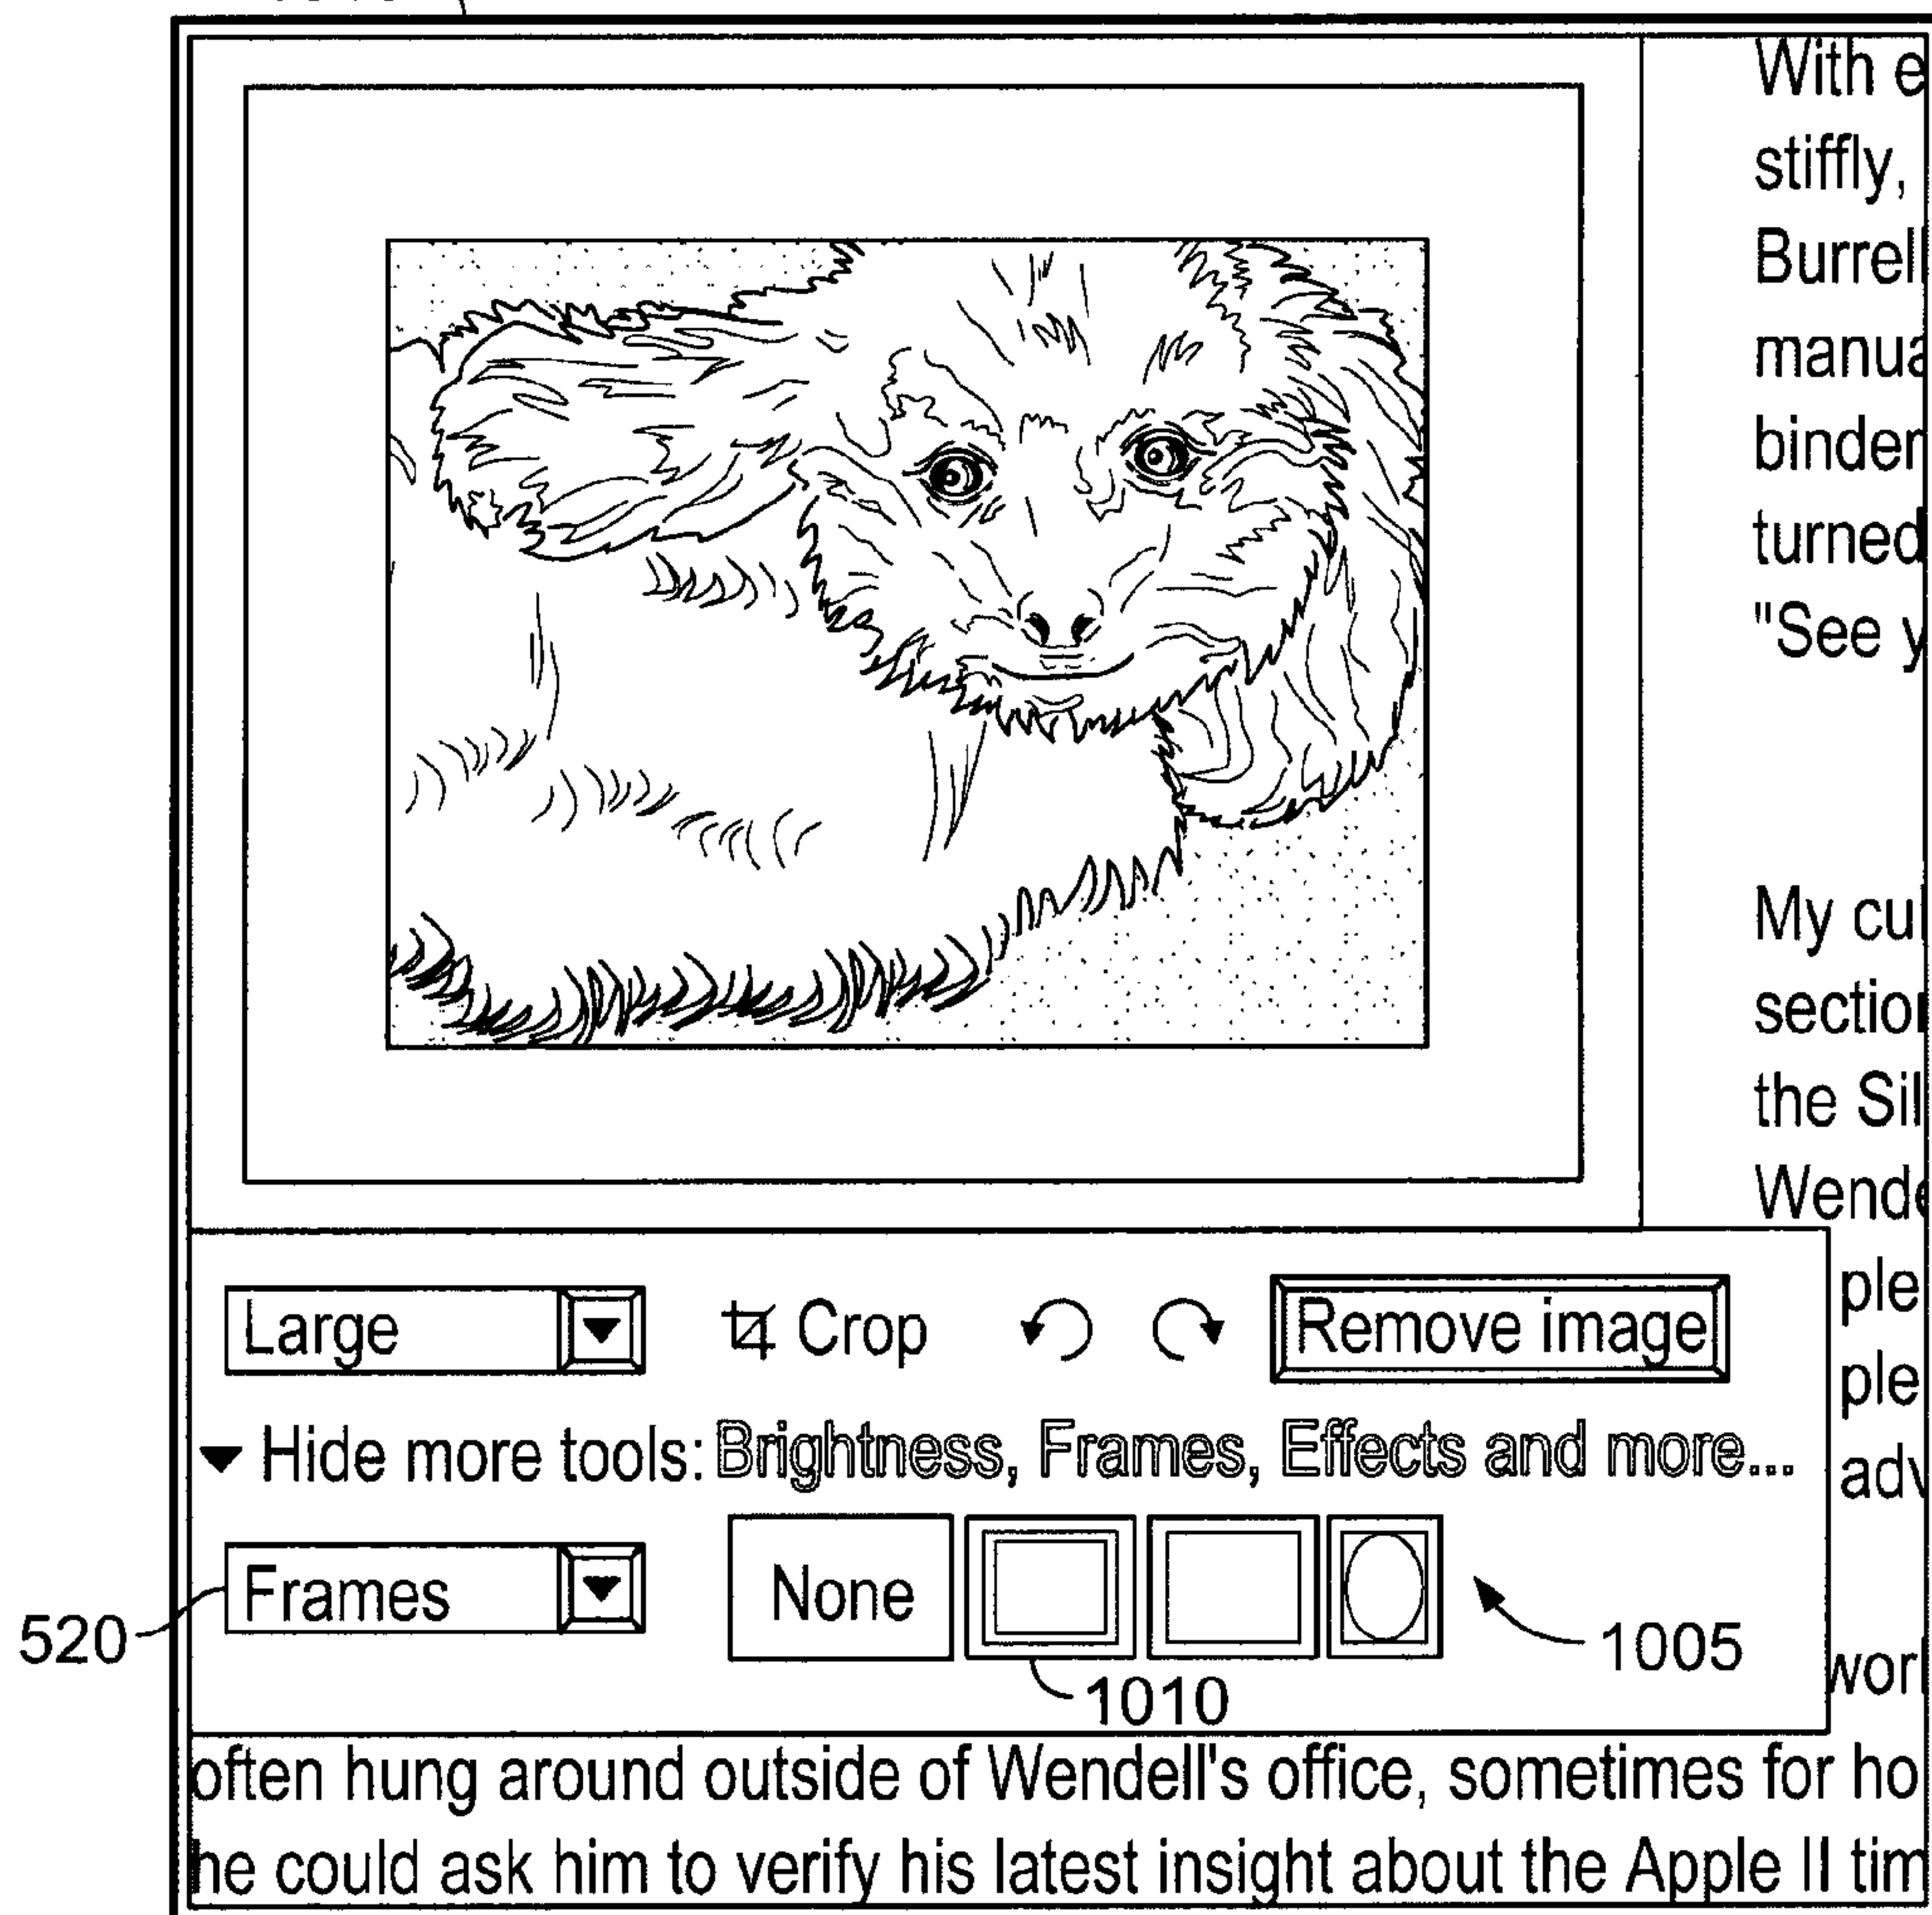 With e
stiffly,
Burrell
manua
binder
turned
"See y
My cu
section
the Sil
Wende
ple
ple
adv
wor
Large Crop Remove image
Hide more tools: Brightness, Frames, Effects and more...
Frames None
520
1005
1010
often hung around outside of Wendell's office, sometimes for ho
he could ask him to verify his latest insight about the Apple II tim